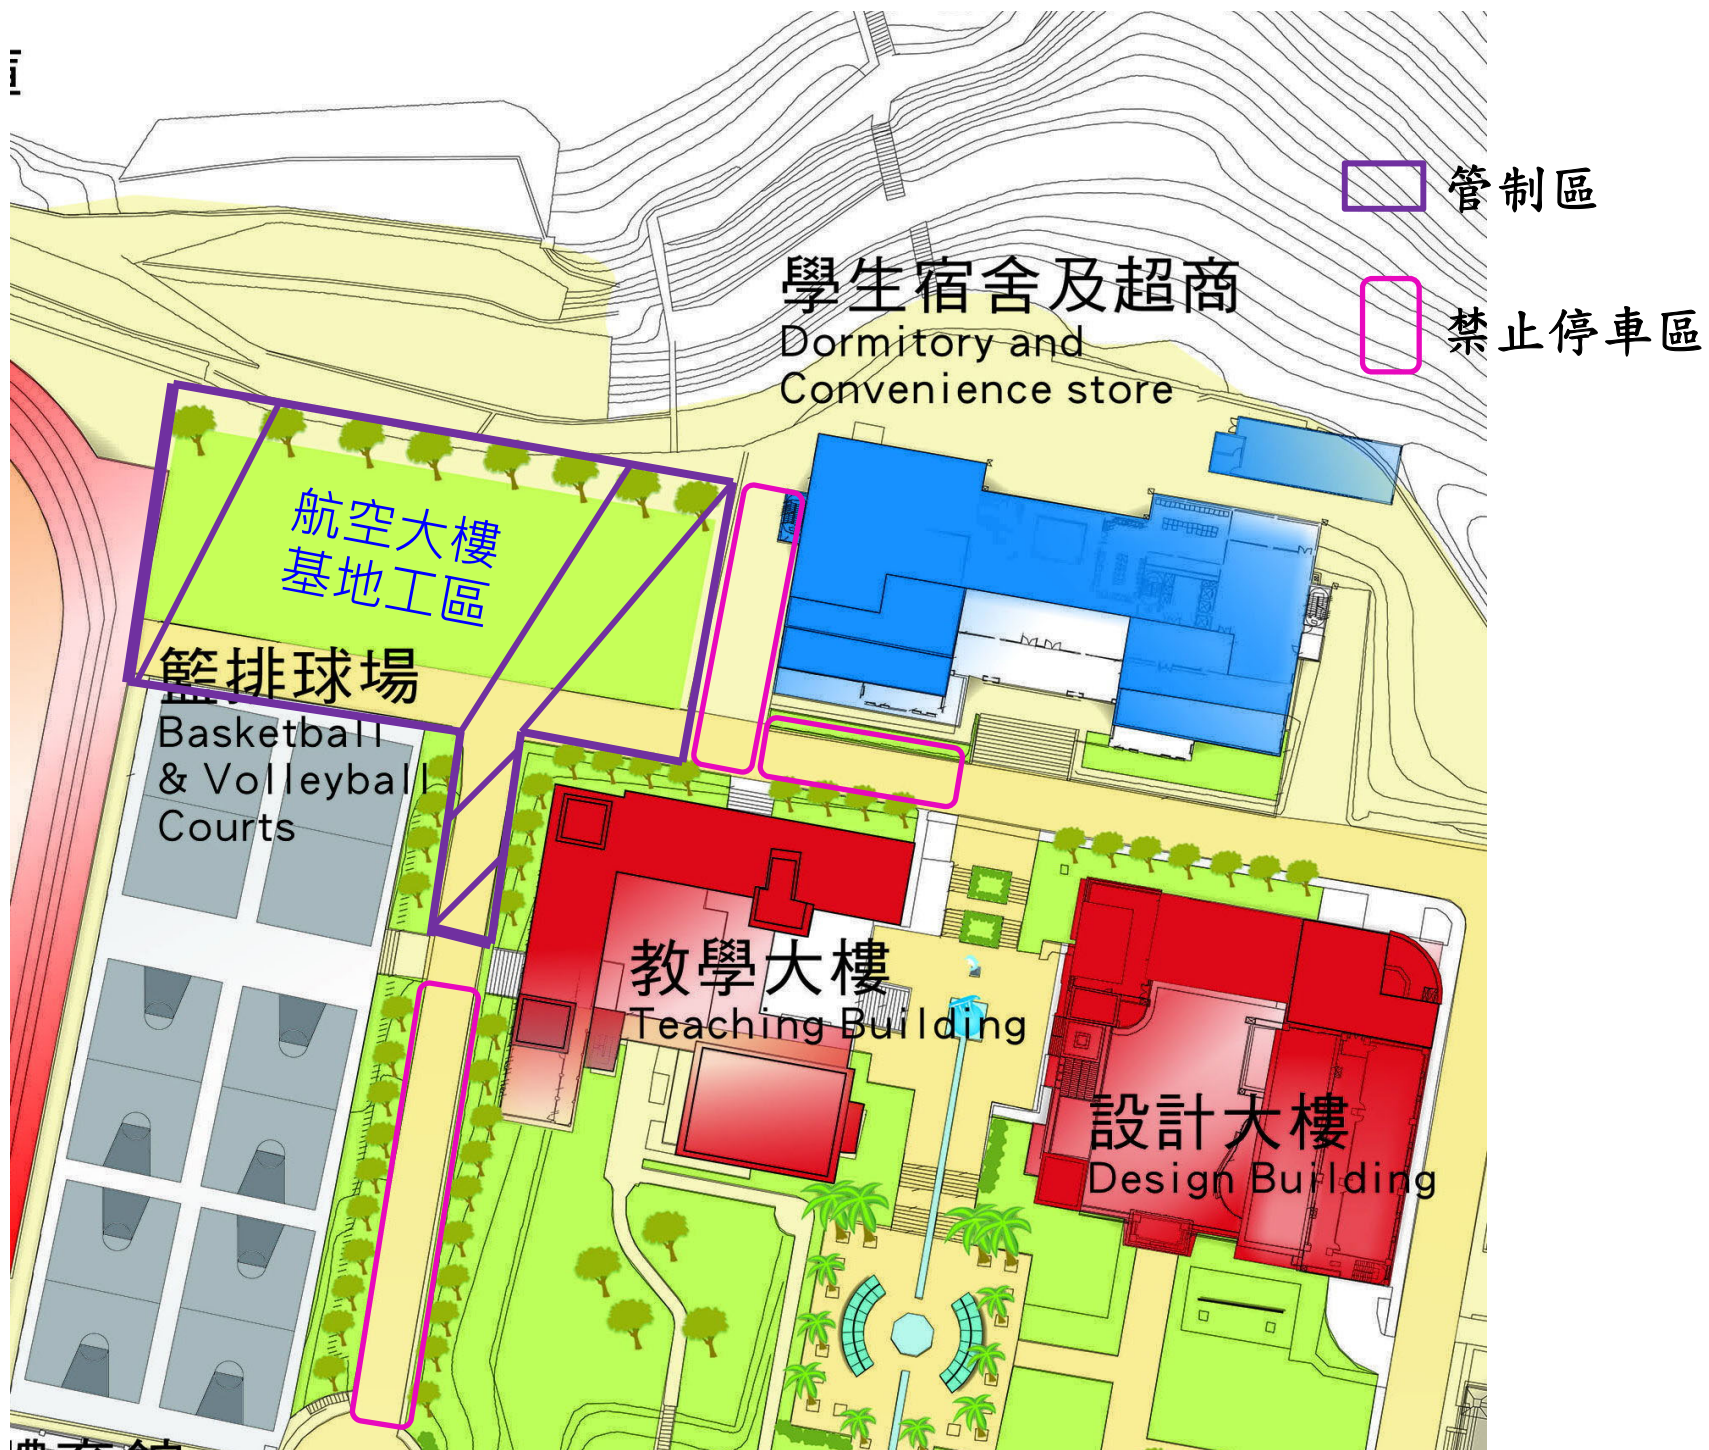 管制區
學生宿舍及超商
Dormitory and
Convenience store
禁止停車區
航空大樓
基地工區
籃排球場
Basketball
& Volleyball
Courts
教學大樓
Teaching Building
設計大樓
Design Building